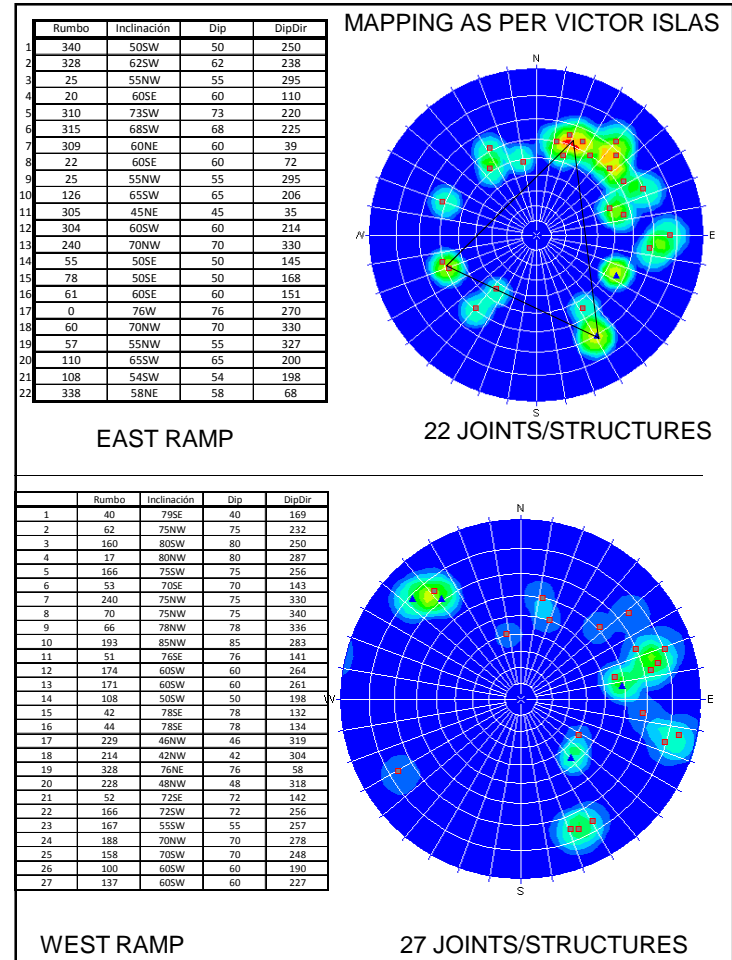 MAPPING AS PER VICTOR ISLAS
Rumbo Inclinación Dip DipDir
1 340 50SW 50 250
2 328 62SW 62 238
3 25 55NW 55 295
4 20 60SE 60 110
5 310 73SW 73 220
6 315 68SW 68 225
7 309 60NE 60 39
8 22 60SE 60 72
9 25 55NW 55 295
10 126 65SW 65 206
11 305 45NE 45 35
12 304 60SW 60 214
13 240 70NW 70 330
14 55 50SE 50 145
15 78 50SE 50 168
16 61 60SE 60 151
17 0 76W 76 270
18 60 70NW 70 330
19 57 55NW 55 327
20 110 65SW 65 200
21 108 54SW 54 198
22 338 58NE 58 68
N
W
E
S
EAST RAMP
22 JOINTS/STRUCTURES
Rumbo Inclinación Dip DipDir
1 40 79SE 40 169
2 62 75NW 75 232
3 160 80SW 80 250
4 17 80NW 80 287
5 166 75SW 75 256
6 53 70SE 70 143
7 240 75NW 75 330
8 70 75NW 75 340
9 66 78NW 78 336
10 193 85NW 85 283
11 51 76SE 76 141
12 174 60SW 60 264
13 171 60SW 60 261
14 108 50SW 50 198
15 42 78SE 78 132
16 44 78SE 78 134
17 229 46NW 46 319
18 214 42NW 42 304
19 328 76NE 76 58
20 228 48NW 48 318
21 52 72SE 72 142
22 166 72SW 72 256
23 167 55SW 55 257
24 188 70NW 70 278
25 158 70SW 70 248
26 100 60SW 60 190
27 137 60SW 60 227
N
W
E
S
WEST RAMP
27 JOINTS/STRUCTURES